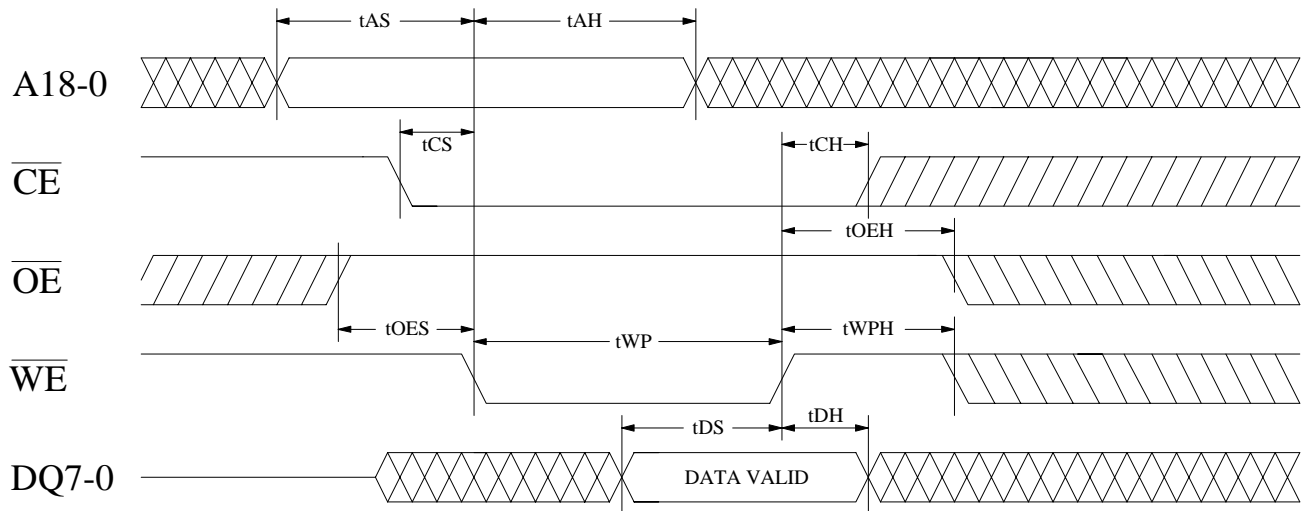 tAS tAH
A18-0
tCS tCH
CE
tOEH
OE
tOES tWP tWPH
WE
tDS tDH
DQ7-0 DATA VALID